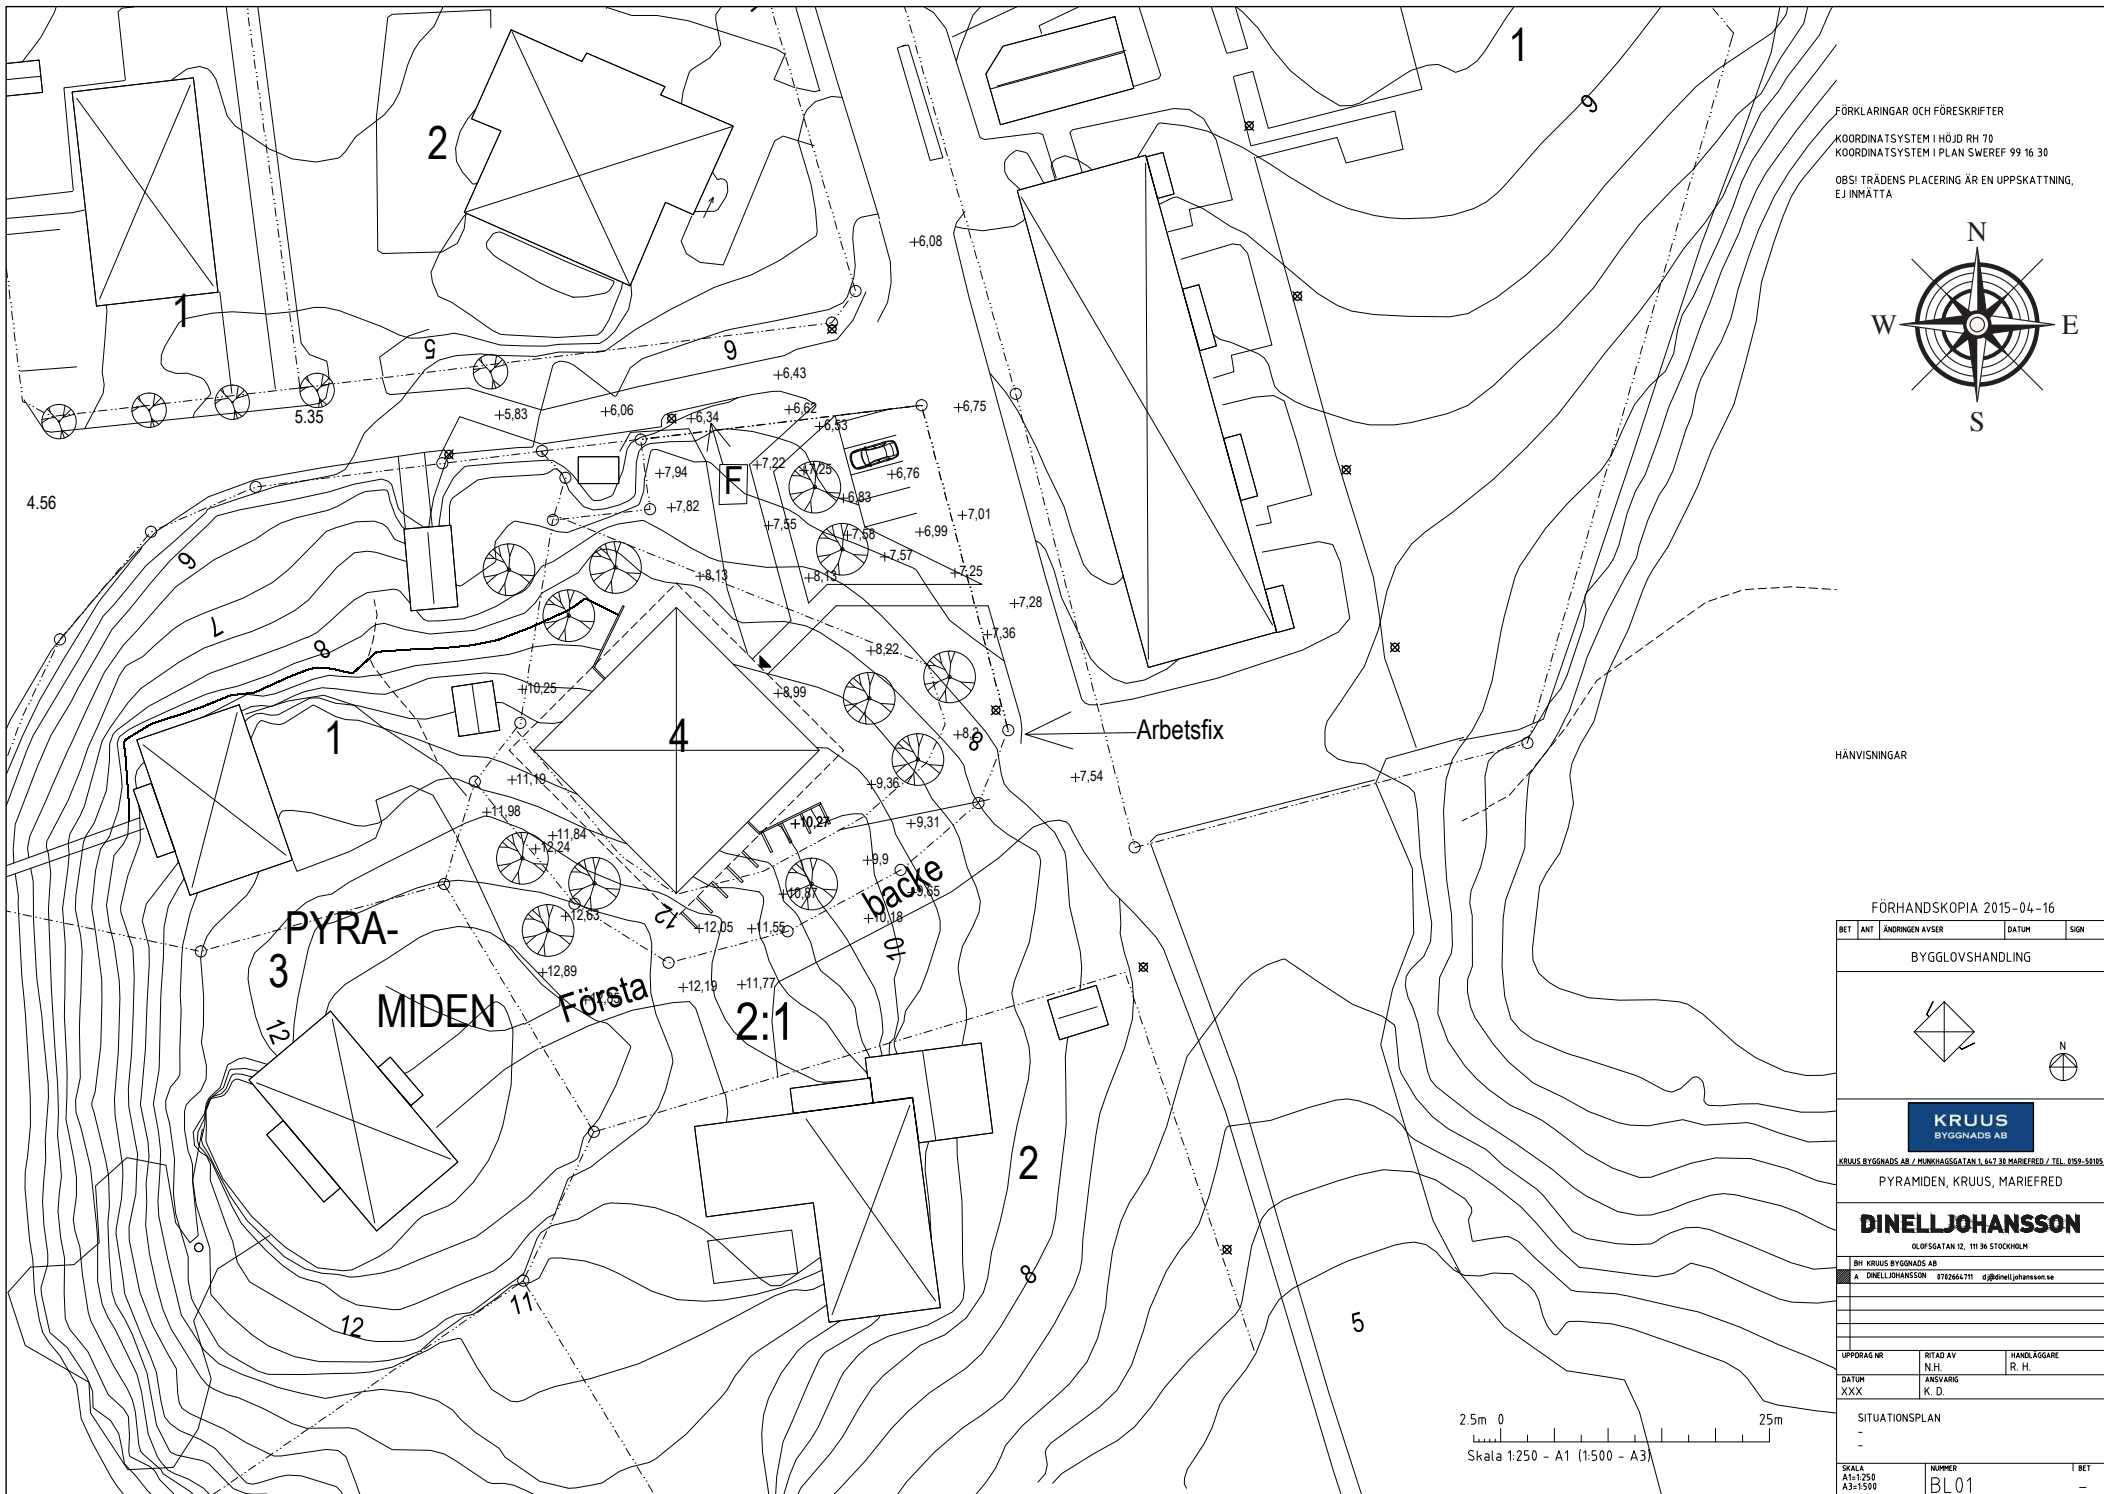 1
2
1
6
+6,08
5
6
+6,43
5.35
+5,83
+6,06
+6,34
+6,62
+6,53
+6,75
4.56
+7,94
F
+7,22
+7,25
+6,76
+7,82
+6,83
+7,01
+7,55
+7,58
+6,99
6
+7,57
+8,13
+8,13
+7,25
+7,28
7
8
+7,36
+8,22
+10,25
+8,99
1
4
+8,2
8
Arbetsfix
+11,19
+9,36
+7,54
+11,98
+11,84
+10,27
+9,31
+12,24
+9,9
+10,87
backe
+9,65
+12,63
12
+12,05
+11,55
+10,18
PYRA-
10
3
+12,89
+12,19
+11,77
MIDEN
Första
2:1
12
2
8
11
12
5
FÖRKLARINGAR OCH FÖRESKRIFTER
KOORDINATSYSTEM I HÖJD RH 70
KOORDINATSYSTEM I PLAN SWEREF 99 16 30
OBS! TRÄDENS PLACERING ÄR EN UPPSKATTNING,
EJ INMÄTTA
N
W E
S
HÄNVISNINGAR
FÖRHANDSKOPIA 2015-04-16
BET ANT ÄNDRINGEN AVSER DATUM SIGN
BYGGLOVSHANDLING
N
KRUUS
BYGGNADS AB
KRUUS BYGGNADS AB / MUNKHAGSGATAN 1, 647 30 MARIEFRED / TEL. 0159-50105
PYRAMIDEN, KRUUS, MARIEFRED
DINELLJOHANSSON
OLOFSGATAN 12, 111 36 STOCKHOLM
BH KRUUS BYGGNADS AB
A DINELLJOHANSSON 0702664711 dj@dinelljohansson.se
UPPDRAG NR RITAD AV HANDLÄGGARE
N.H. R. H.
DATUM ANSVARIG
XXX K. D.
SITUATIONSPLAN
-
-
SKALA NUMMER BET
A1=1:250
A3=1:500 BL01 -
2.5m 0 25m
Skala 1:250 - A1 (1:500 - A3)